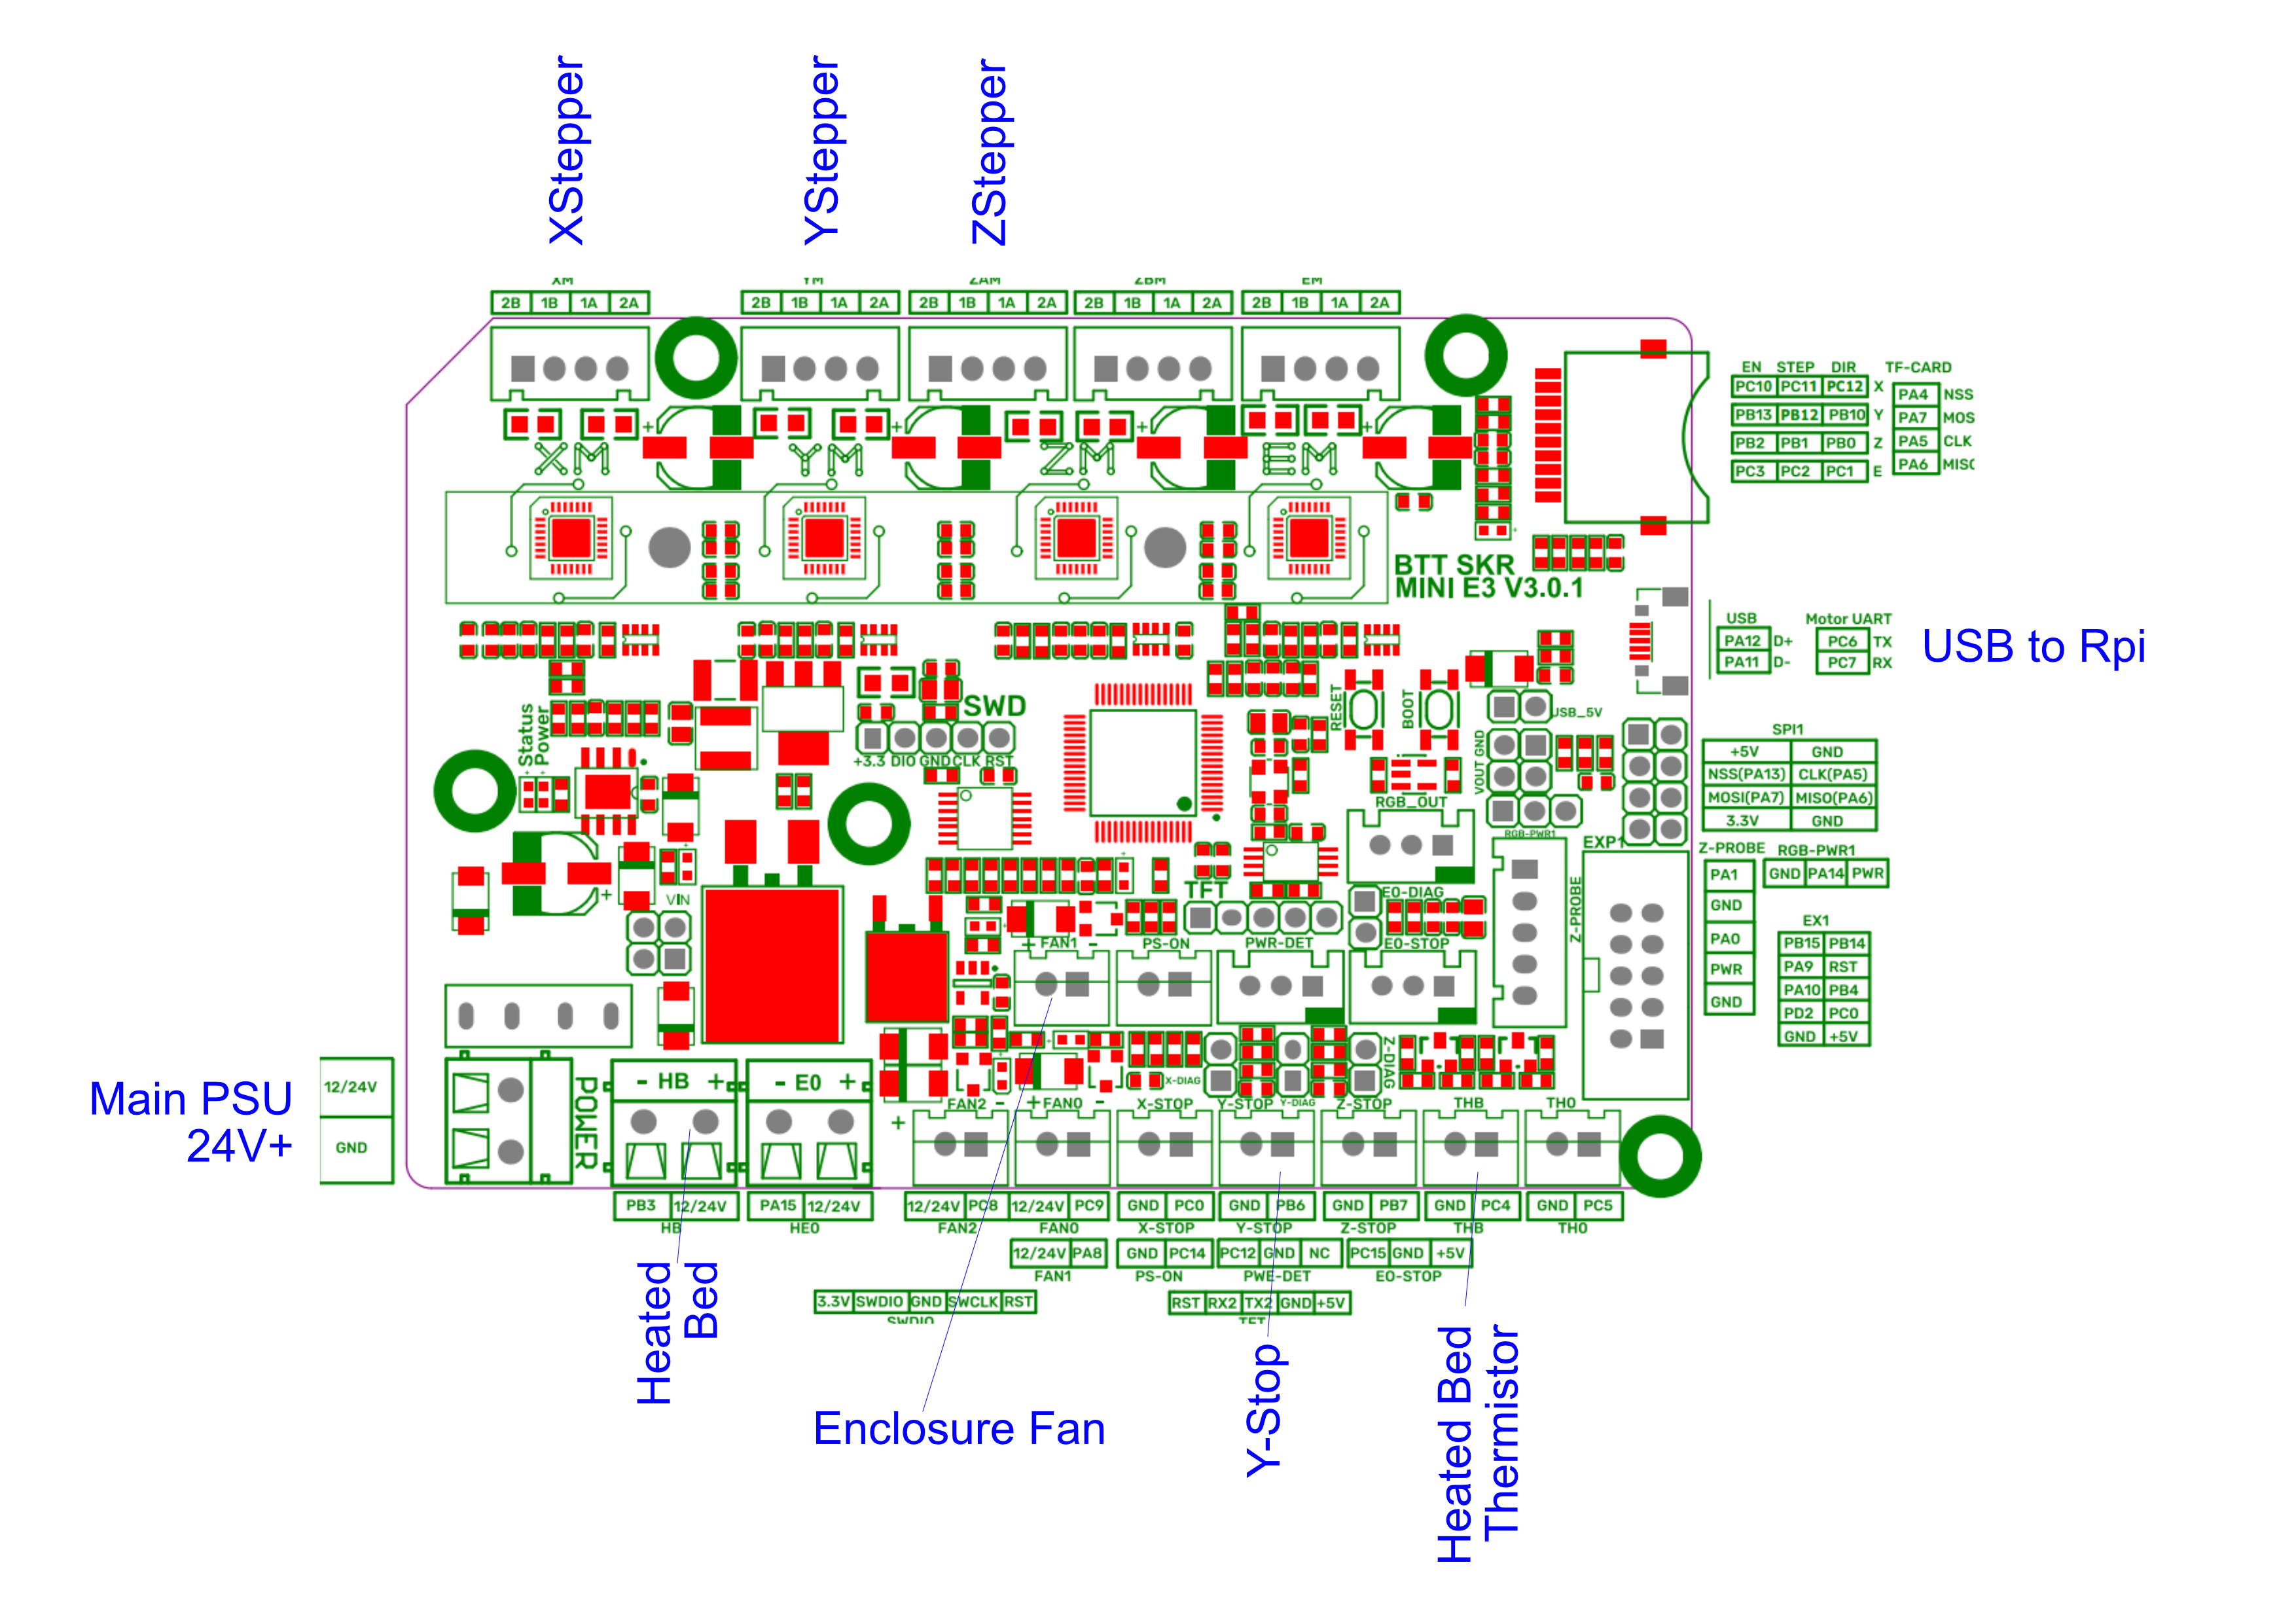 XStepper
YStepper
ZStepper
XM
YM
ZAM
ZBM
EM
2B 1B 1A 2A
2B 1B 1A 2A
2B 1B 1A 2A
2B 1B 1A 2A
2B 1B 1A 2A
EN STEP DIR TF-CARD
PC10 PC11 PC12 X
PB13 PB12 PB10 Y
PB2 PB1 PB0 Z
PC3 PC2 PC1 E
PA4 NSS
PA7 MOS
PA5 CLK
PA6 MISC
+
+
+
XM
YM
ZM
EM
BTT SKR
MINI E3 V3.0.1
USB
PA12 D+
PA11 D-
Motor UART
PC6 TX
PC7 RX
USB to Rpi
Status
Power
SWD
+3.3 DIO GND CLK RST
RESET
BOOT
USB_5V
VOUT GND
RGB_OUT
RGB-PWR1
SPI1
+5V GND
NSS(PA13) CLK(PA5)
MOSI(PA7) MISO(PA6)
3.3V GND
EXP1
Z-PROBE
Z-PROBE
PA1
GND
PA0
PWR
GND
RGB-PWR1
GND PA14 PWR
EX1
PB15 PB14
PA9 RST
PA10 PB4
PD2 PC0
GND +5V
+
VIN
TFT
E0-DIAG
+ FAN1 -
PS-ON
PWR-DET
E0-STOP
Main PSU
24V+
12/24V
GND
POWER
- HB +
- E0 +
X-DIAG
Y-DIAG
Z-DIAG
FAN2 -
+
+FAN0 -
X-STOP
Y-STOP
Z-STOP
THB
TH0
PB3 12/24V
HB
PA15 12/24V
HE0
12/24V PC8
FAN2
12/24V PC9
FAN0
GND PC0
X-STOP
GND PB6
Y-STOP
GND PB7
Z-STOP
GND PC4
THB
GND PC5
TH0
12/24V PA8
FAN1
GND PC14
PS-ON
PC12 GND NC
PWE-DET
PC15 GND +5V
E0-STOP
3.3V SWDIO GND SWCLK RST
SWDIO
RST RX2 TX2 GND +5V
TFT
Heated
Bed
Enclosure Fan
Y-Stop
Heated Bed
Thermistor